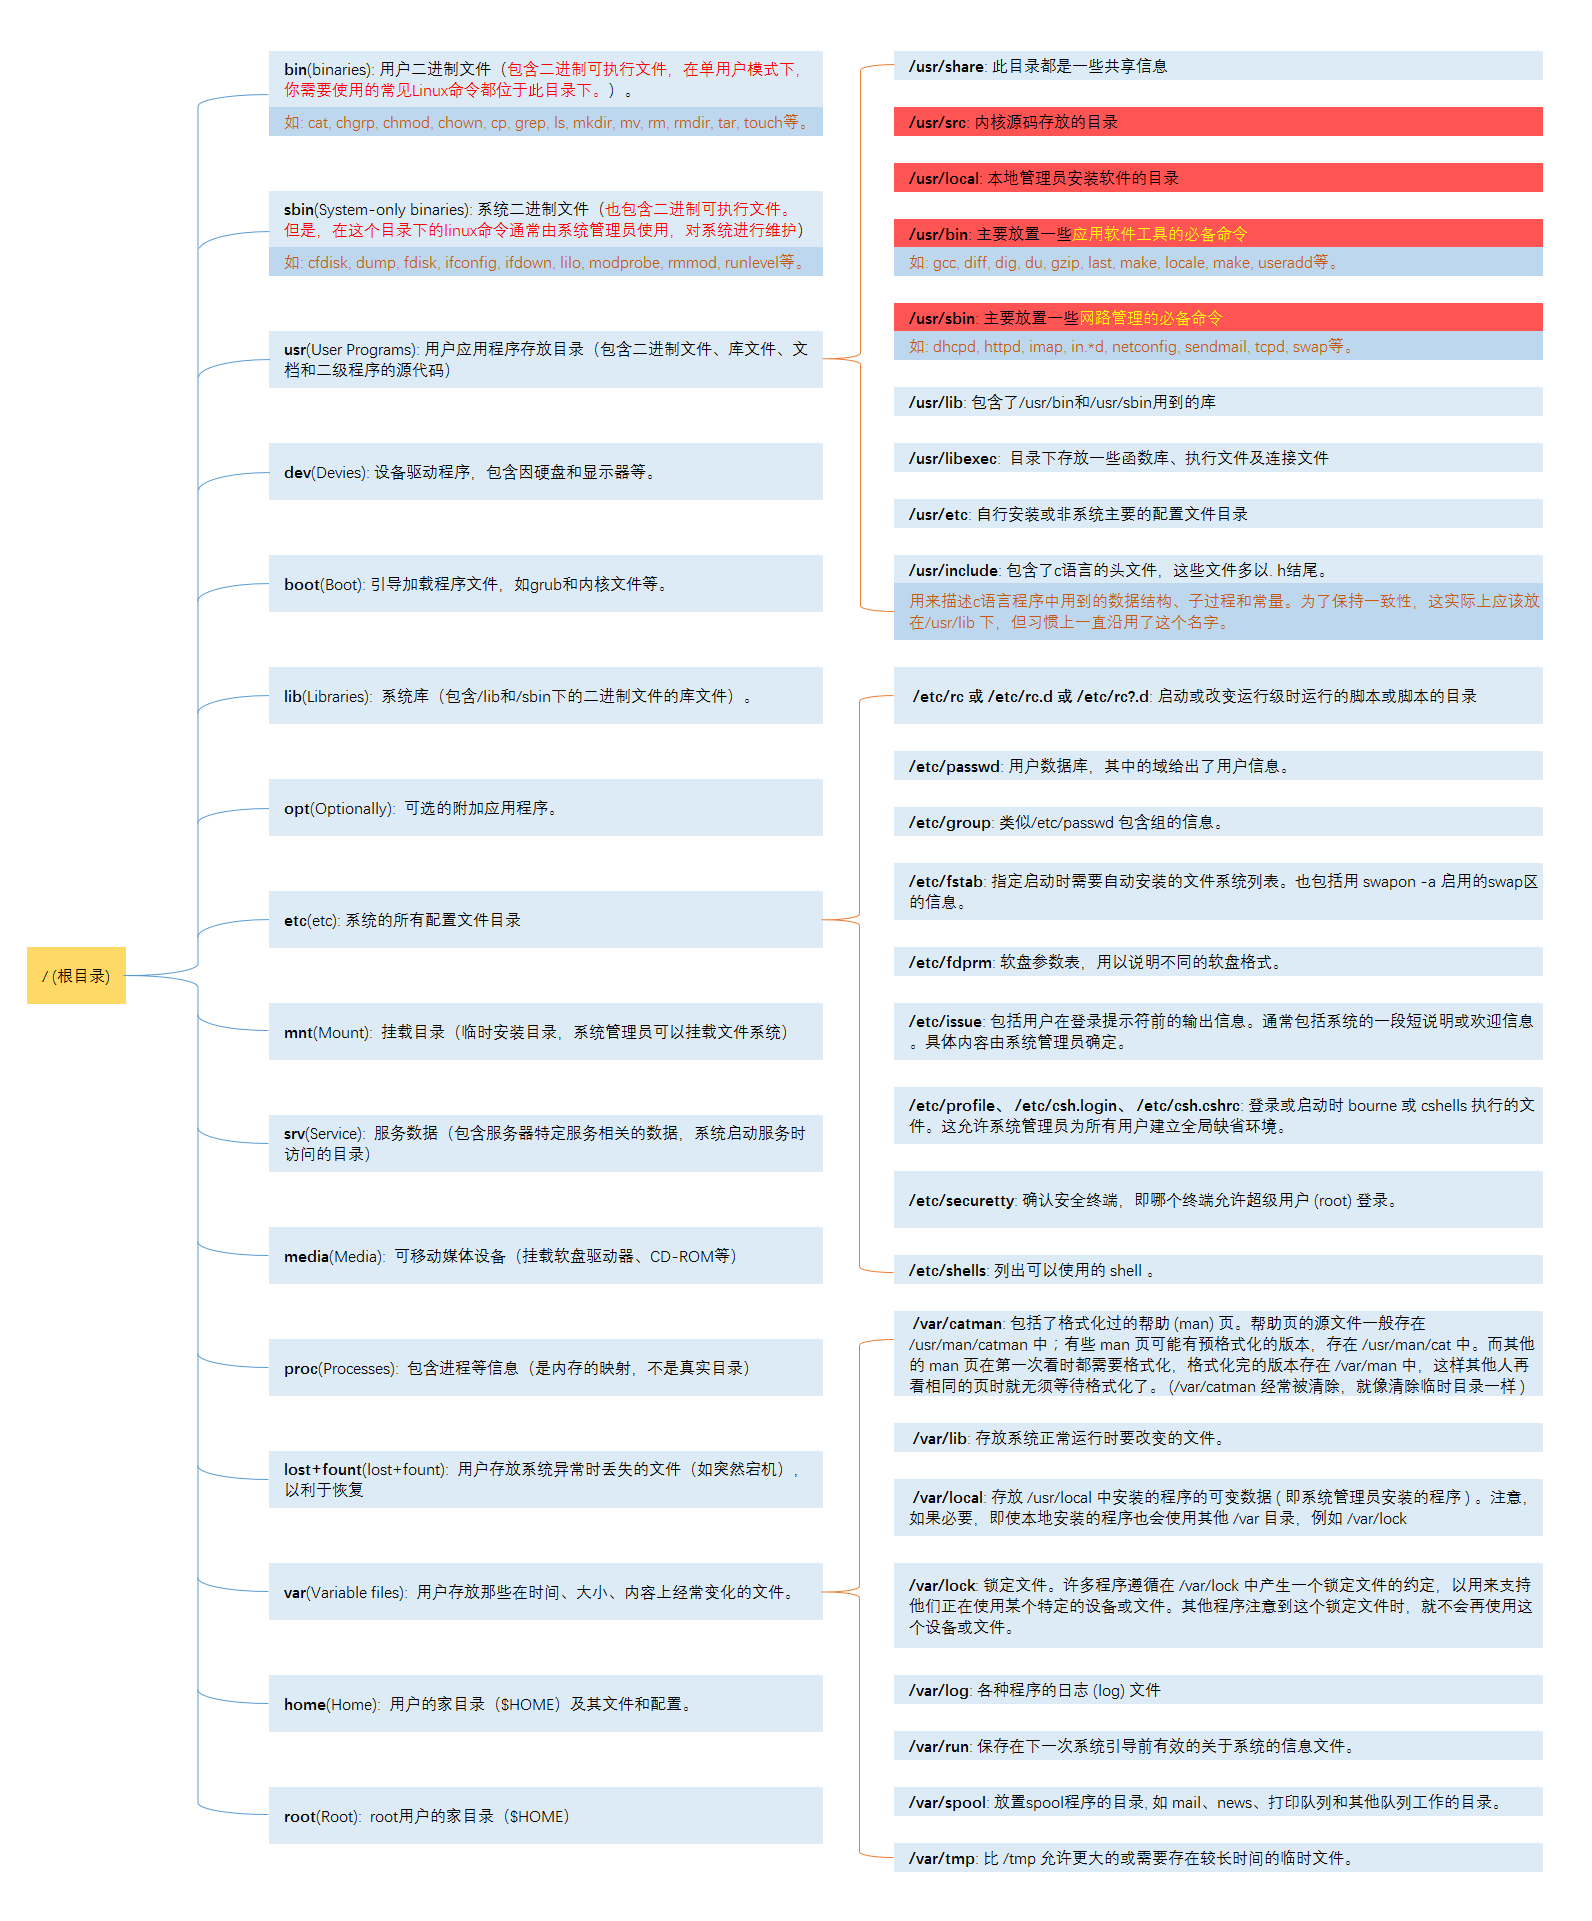 / (根目录)
bin(binaries): 用户二进制文件（包含二进制可执行文件，在单用户模式下，
你需要使用的常见Linux命令都位于此目录下。）。
如: cat, chgrp, chmod, chown, cp, grep, ls, mkdir, mv, rm, rmdir, tar, touch等。
sbin(System-only binaries): 系统二进制文件（也包含二进制可执行文件。
但是，在这个目录下的linux命令通常由系统管理员使用，对系统进行维护）
如: cfdisk, dump, fdisk, ifconfig, ifdown, lilo, modprobe, rmmod, runlevel等。
usr(User Programs): 用户应用程序存放目录（包含二进制文件、库文件、文
档和二级程序的源代码）
dev(Devies): 设备驱动程序，包含因硬盘和显示器等。
boot(Boot): 引导加载程序文件，如grub和内核文件等。
lib(Libraries): 系统库（包含/lib和/sbin下的二进制文件的库文件）。
opt(Optionally): 可选的附加应用程序。
etc(etc): 系统的所有配置文件目录
mnt(Mount): 挂载目录（临时安装目录，系统管理员可以挂载文件系统）
srv(Service): 服务数据（包含服务器特定服务相关的数据，系统启动服务时
访问的目录）
media(Media): 可移动媒体设备（挂载软盘驱动器、CD-ROM等）
proc(Processes): 包含进程等信息（是内存的映射，不是真实目录）
lost+fount(lost+fount): 用户存放系统异常时丢失的文件（如突然宕机），
以利于恢复
var(Variable files): 用户存放那些在时间、大小、内容上经常变化的文件。
home(Home): 用户的家目录（$HOME）及其文件和配置。
root(Root): root用户的家目录（$HOME）
/usr/share: 此目录都是一些共享信息
/usr/src: 内核源码存放的目录
/usr/local: 本地管理员安装软件的目录
/usr/bin: 主要放置一些应用软件工具的必备命令
如: gcc, diff, dig, du, gzip, last, make, locale, make, useradd等。
/usr/sbin: 主要放置一些网路管理的必备命令
如: dhcpd, httpd, imap, in.*d, netconfig, sendmail, tcpd, swap等。
/usr/lib: 包含了/usr/bin和/usr/sbin用到的库
/usr/libexec: 目录下存放一些函数库、执行文件及连接文件
/usr/etc: 自行安装或非系统主要的配置文件目录
/usr/include: 包含了c语言的头文件，这些文件多以. h结尾。
用来描述c语言程序中用到的数据结构、子过程和常量。为了保持一致性，这实际上应该放
在/usr/lib 下，但习惯上一直沿用了这个名字。
/etc/rc 或 /etc/rc.d 或 /etc/rc?.d: 启动或改变运行级时运行的脚本或脚本的目录
/etc/passwd: 用户数据库，其中的域给出了用户信息。
/etc/group: 类似/etc/passwd 包含组的信息。
/etc/fstab: 指定启动时需要自动安装的文件系统列表。也包括用 swapon -a 启用的swap区
的信息。
/etc/fdprm: 软盘参数表，用以说明不同的软盘格式。
/etc/issue: 包括用户在登录提示符前的输出信息。通常包括系统的一段短说明或欢迎信息
。具体内容由系统管理员确定。
/etc/profile、 /etc/csh.login、 /etc/csh.cshrc: 登录或启动时 bourne 或 cshells 执行的文
件。这允许系统管理员为所有用户建立全局缺省环境。
/etc/securetty: 确认安全终端，即哪个终端允许超级用户 (root) 登录。
/etc/shells: 列出可以使用的 shell 。
/var/catman: 包括了格式化过的帮助 (man) 页。帮助页的源文件一般存在
/usr/man/catman 中；有些 man 页可能有预格式化的版本，存在 /usr/man/cat 中。而其他
的 man 页在第一次看时都需要格式化，格式化完的版本存在 /var/man 中，这样其他人再
看相同的页时就无须等待格式化了。 (/var/catman 经常被清除，就像清除临时目录一样 )
/var/lib: 存放系统正常运行时要改变的文件。
/var/local: 存放 /usr/local 中安装的程序的可变数据 ( 即系统管理员安装的程序 ) 。注意，
如果必要，即使本地安装的程序也会使用其他 /var 目录，例如 /var/lock
/var/lock: 锁定文件。许多程序遵循在 /var/lock 中产生一个锁定文件的约定，以用来支持
他们正在使用某个特定的设备或文件。其他程序注意到这个锁定文件时，就不会再使用这
个设备或文件。
/var/log: 各种程序的日志 (log) 文件
/var/run: 保存在下一次系统引导前有效的关于系统的信息文件。
/var/spool: 放置spool程序的目录, 如 mail、news、打印队列和其他队列工作的目录。
/var/tmp: 比 /tmp 允许更大的或需要存在较长时间的临时文件。